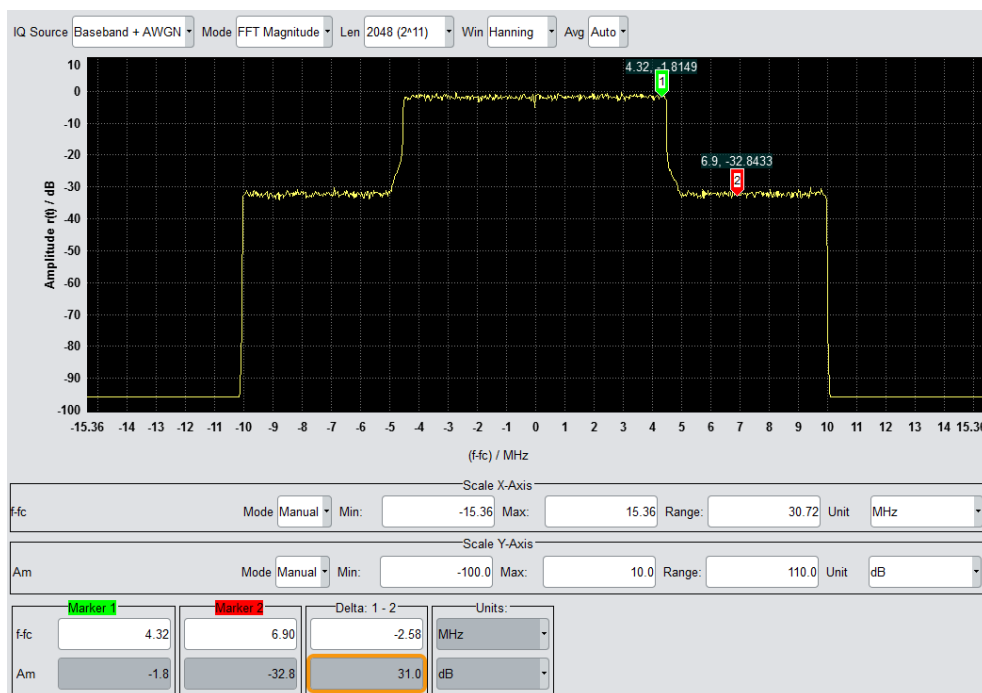 IQ Source Baseband + AWGN Mode FFT Magnitude Len 2048 (2^11) Win Hanning Avg Auto
4.32, -1.8149
1
6.9, -32.8433
2
10
0
-10
-20
-30
-40
-50
-60
-70
-80
-90
-100
Amplitude r(t) / dB
-15.36 -14 -13 -12 -11 -10 -9 -8 -7 -6 -5 -4 -3 -2 -1 0 1 2 3 4 5 6 7 8 9 10 11 12 13 14 15.36
(f-fc) / MHz
Scale X-Axis
f-fc Mode Manual Min: -15.36 Max: 15.36 Range: 30.72 Unit MHz
Scale Y-Axis
Am Mode Manual Min: -100.0 Max: 10.0 Range: 110.0 Unit dB
Marker 1 Marker 2 Delta: 1 - 2 Units:
f-fc 4.32 6.90 -2.58 MHz
Am -1.8 -32.8 31.0 dB